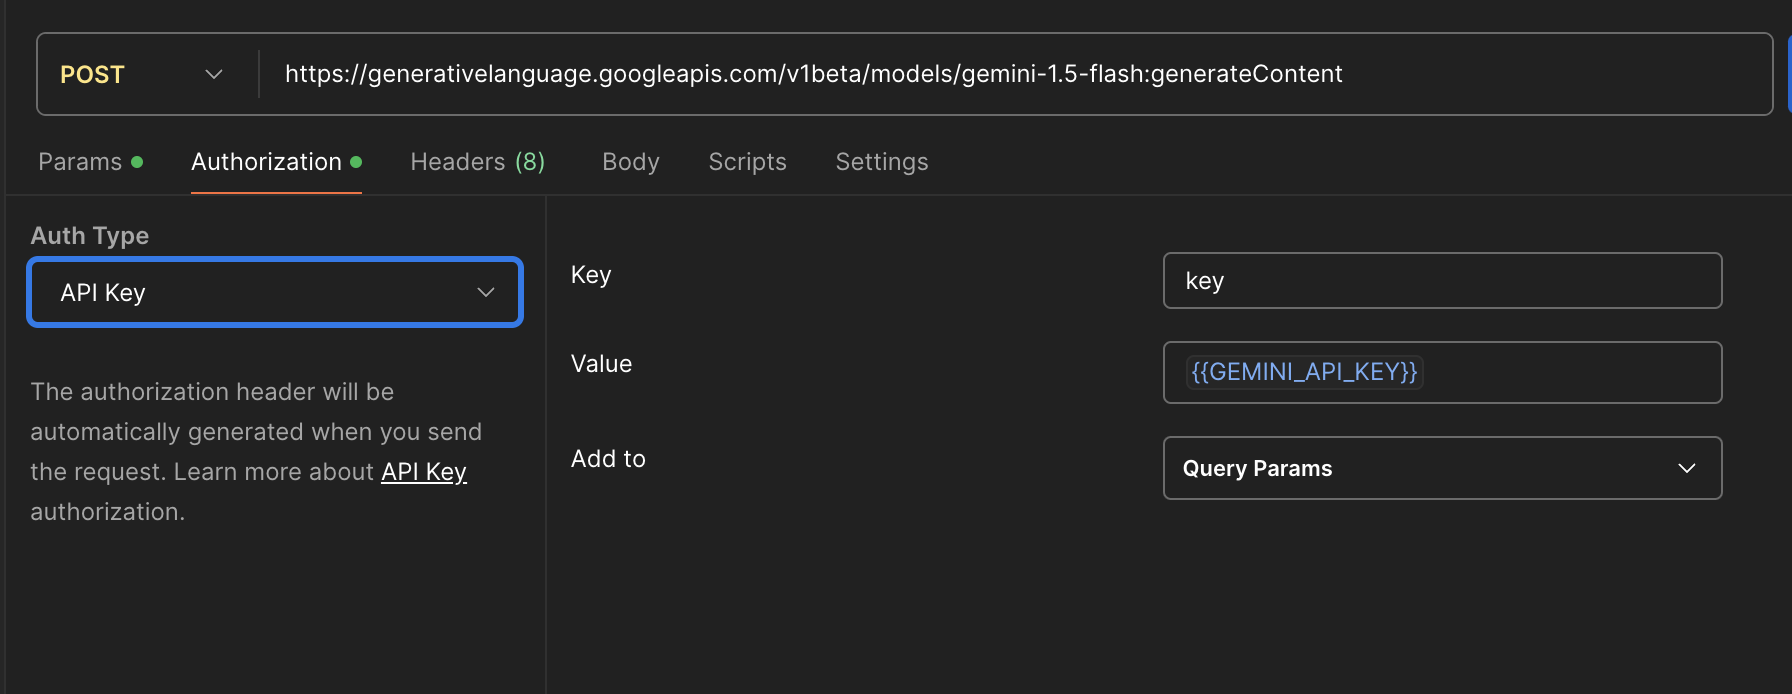 POST https://generativelanguage.googleapis.com/v1beta/models/gemini-1.5-flash:generateContent
Params Authorization Headers (8) Body Scripts Settings
Auth Type
API Key
The authorization header will be
automatically generated when you send
the request. Learn more about API Key
authorization.
Key key
Value {{GEMINI_API_KEY}}
Add to Query Params